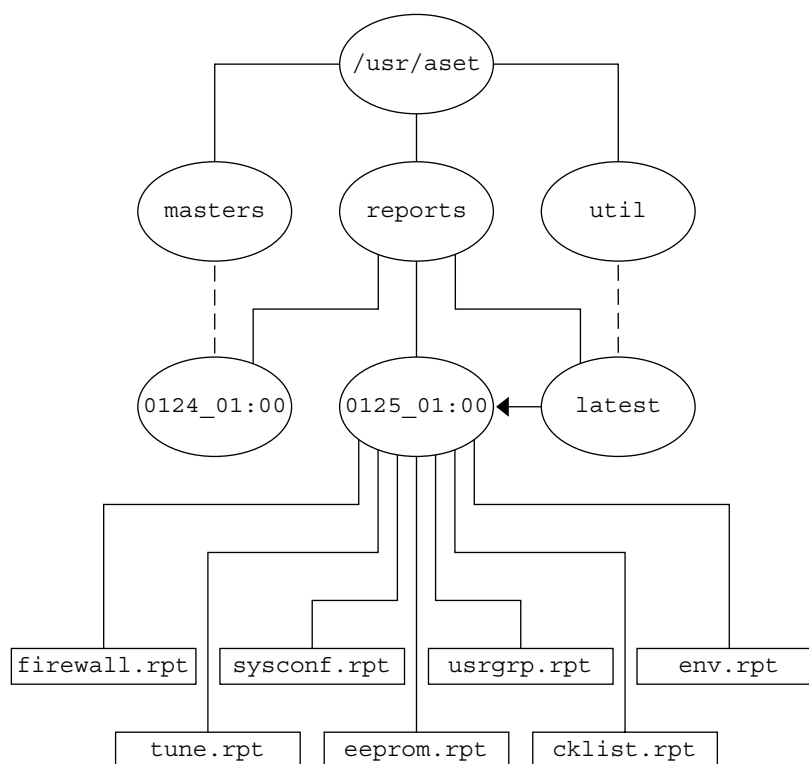 /usr/aset
masters
reports
util
0124_01:00
0125_01:00
latest
firewall.rpt
sysconf.rpt
usrgrp.rpt
env.rpt
tune.rpt
eeprom.rpt
cklist.rpt